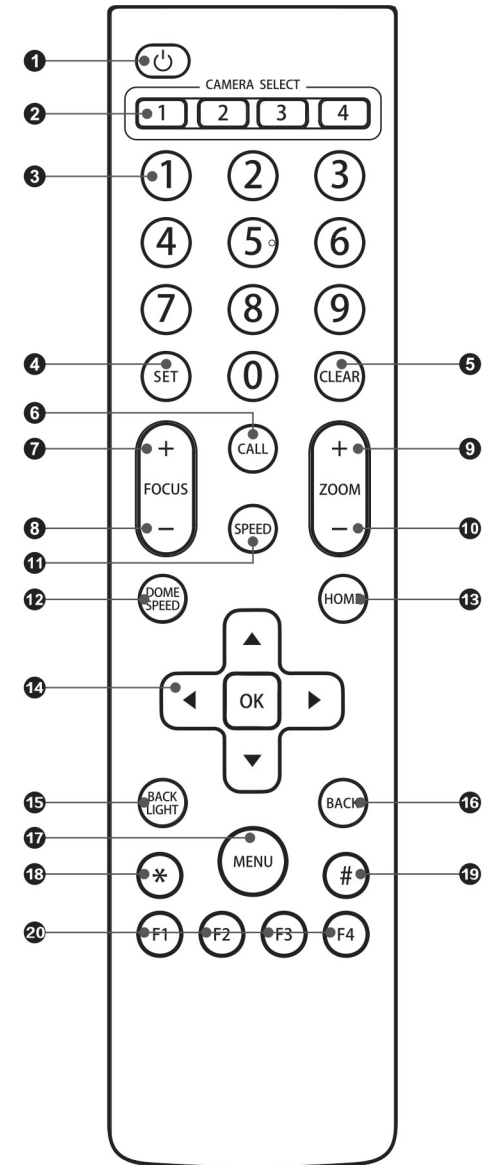 1
CAMERA SELECT
2 1 2 3 4
3 1 2 3
4 5 6
7 8 9
4 SET 0 CLEAR 5
6 CALL
7 + + 9
FOCUS ZOOM
8 − − 10
SPEED
11
12 DOME SPEED HOME 13
14 OK
15 BACK LIGHT BACK 16
17 MENU
18 * # 19
20 F1 F2 F3 F4